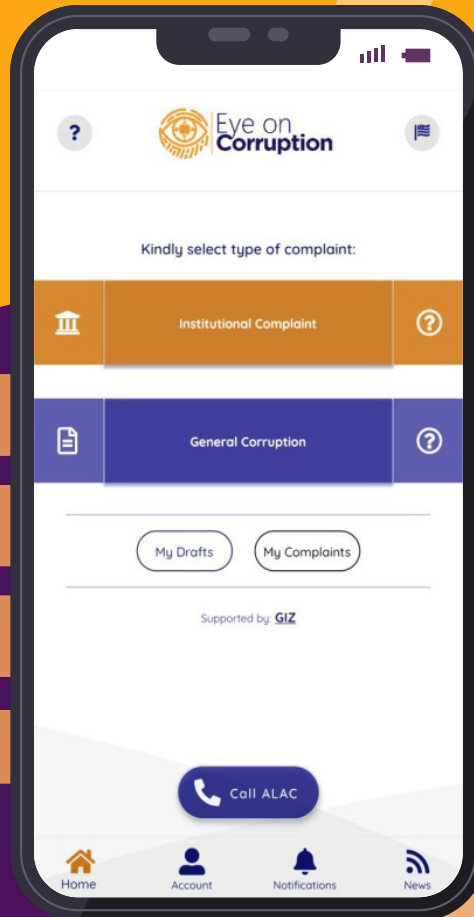 ?
Eye on
Corruption
Kindly select type of complaint:
Institutional Complaint ?
General Corruption ?
My Drafts My Complaints
Supported by: GIZ
Call ALAC
Home Account Notifications News